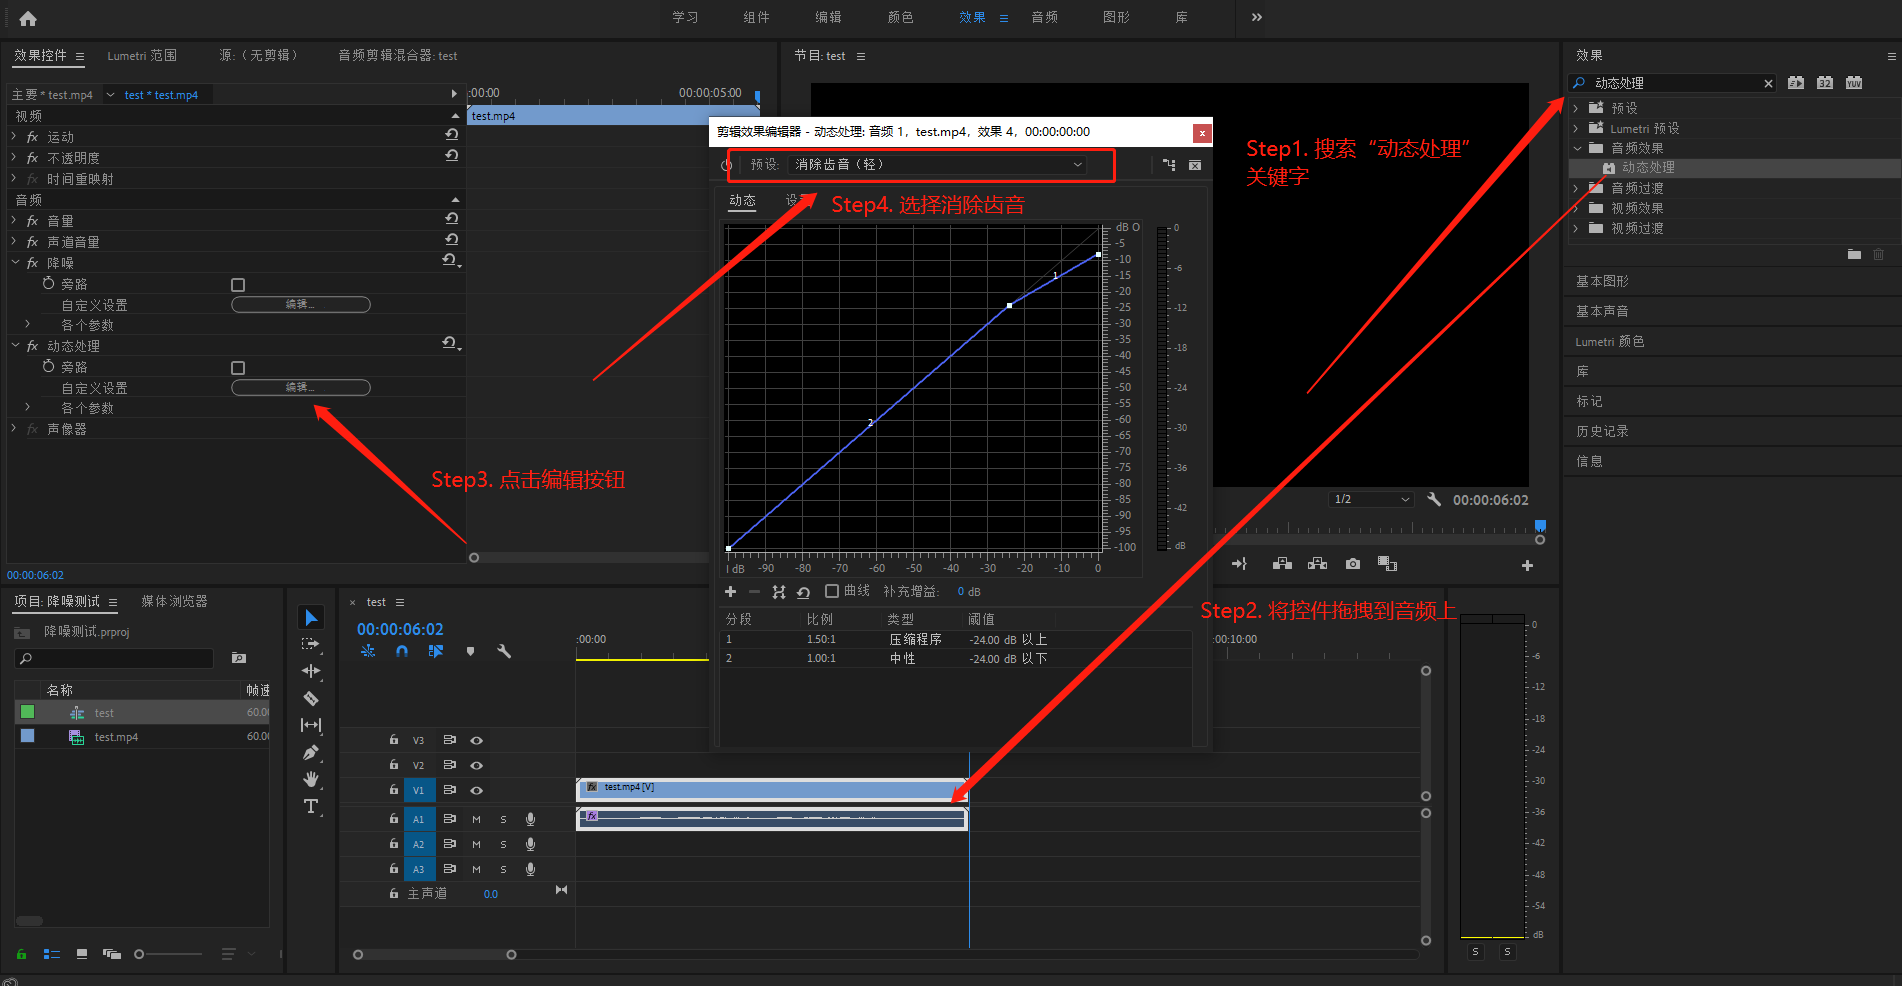 学习 组件 编辑 颜色 效果 音频 图形 库
效果控件 Lumetri 范围 源:（无剪辑） 音频剪辑混合器: test
主要 * test.mp4 test * test.mp4
:00:00 00:00:05:00
test.mp4
视频
fx 运动
fx 不透明度
fx 时间重映射
音频
fx 音量
fx 声道音量
fx 降噪
旁路
自定义设置 编辑...
各个参数
fx 动态处理
旁路
自定义设置 编辑...
各个参数
fx 声像器
Step3. 点击编辑按钮
00:00:06:02
节目: test
剪辑效果编辑器 - 动态处理: 音频 1，test.mp4，效果 4，00:00:00:00
预设: 消除齿音（轻）
动态
Step4. 选择消除齿音
dB 0
-5
-10
-15
-20
-25
-30
-35
-40
-45
-50
-55
-60
-65
-70
-75
-80
-85
-90
-95
-100
1
2
dB -90 -80 -70 -60 -50 -40 -30 -20 -10 0
0
-6
-12
-18
-24
-30
-36
-42
dB
曲线 补充增益: 0 dB
分段 比例 类型 阈值
1 1.50:1 压缩程序 -24.00 dB 以上
2 1.00:1 中性 -24.00 dB 以下
Step1. 搜索“动态处理”
关键字
1/2 00:00:06:02
Step2. 将控件拖拽到音频上
效果
动态处理
32 YUV
预设
Lumetri 预设
音频效果
动态处理
音频过渡
视频效果
视频过渡
基本图形
基本声音
Lumetri 颜色
库
标记
历史记录
信息
项目: 降噪测试 媒体浏览器
降噪测试.prproj
名称 帧速
test 60.00
test.mp4 60.00
test
00:00:06:02
:00:00 :00:10:00
V3
V2
V1
fx test.mp4 [V]
A1 M S
fx
A2 M S
A3 M S
主声道 0.0
0
-6
-12
-18
-24
-30
-36
-42
-48
-54
dB
S S